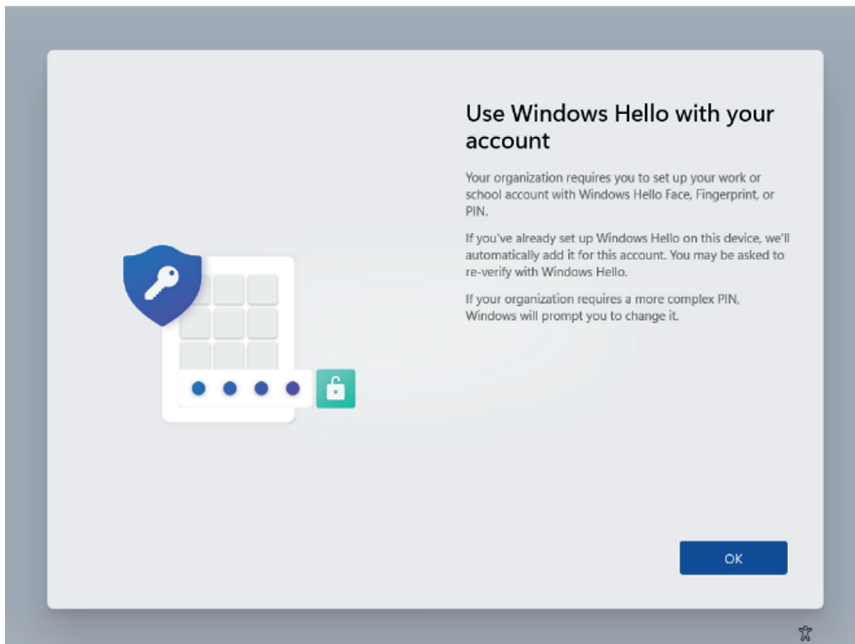 Use Windows Hello with your
account
Your organization requires you to set up your work or
school account with Windows Hello Face, Fingerprint, or
PIN.
If you've already set up Windows Hello on this device, we'll
automatically add it for this account. You may be asked to
re-verify with Windows Hello.
If your organization requires a more complex PIN,
Windows will prompt you to change it.
OK